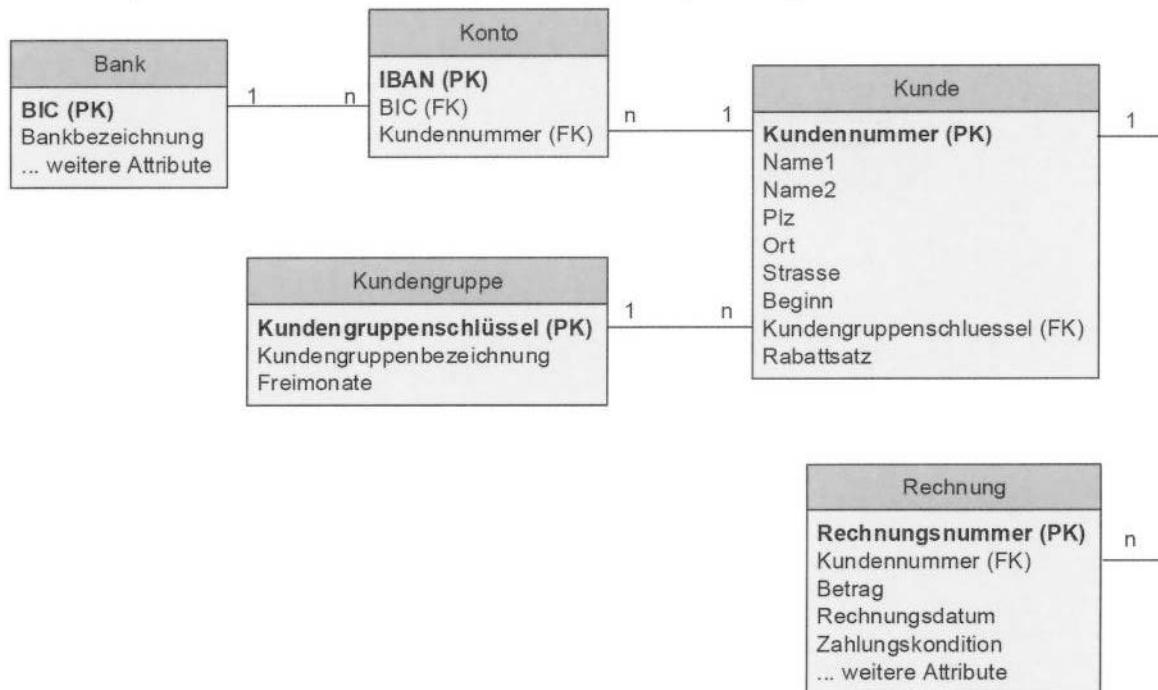 Bank
BIC (PK)
Bankbezeichnung
... weitere Attribute
1
n
Konto
IBAN (PK)
BIC (FK)
Kundennummer (FK)
n
1
Kunde
Kundennummer (PK)
Name1
Name2
Plz
Ort
Strasse
Beginn
Kundengruppenschluessel (FK)
Rabattsatz
1
Kundengruppe
Kundengruppenschlüssel (PK)
Kundengruppenbezeichnung
Freimonate
1
n
Rechnung
Rechnungsnummer (PK)
Kundennummer (FK)
Betrag
Rechnungsdatum
Zahlungskondition
... weitere Attribute
n